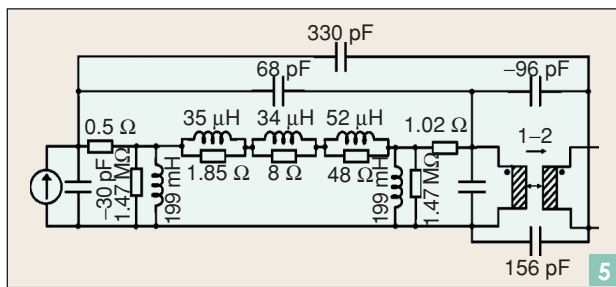 330 pF
68 pF
–96 pF
35 μH
34 μH
52 μH
0.5 Ω
1.02 Ω
1–2
1.85 Ω
8 Ω
48 Ω
–30 pF
1.47 MΩ
199 mH
199 mH
1.47 MΩ
156 pF
5